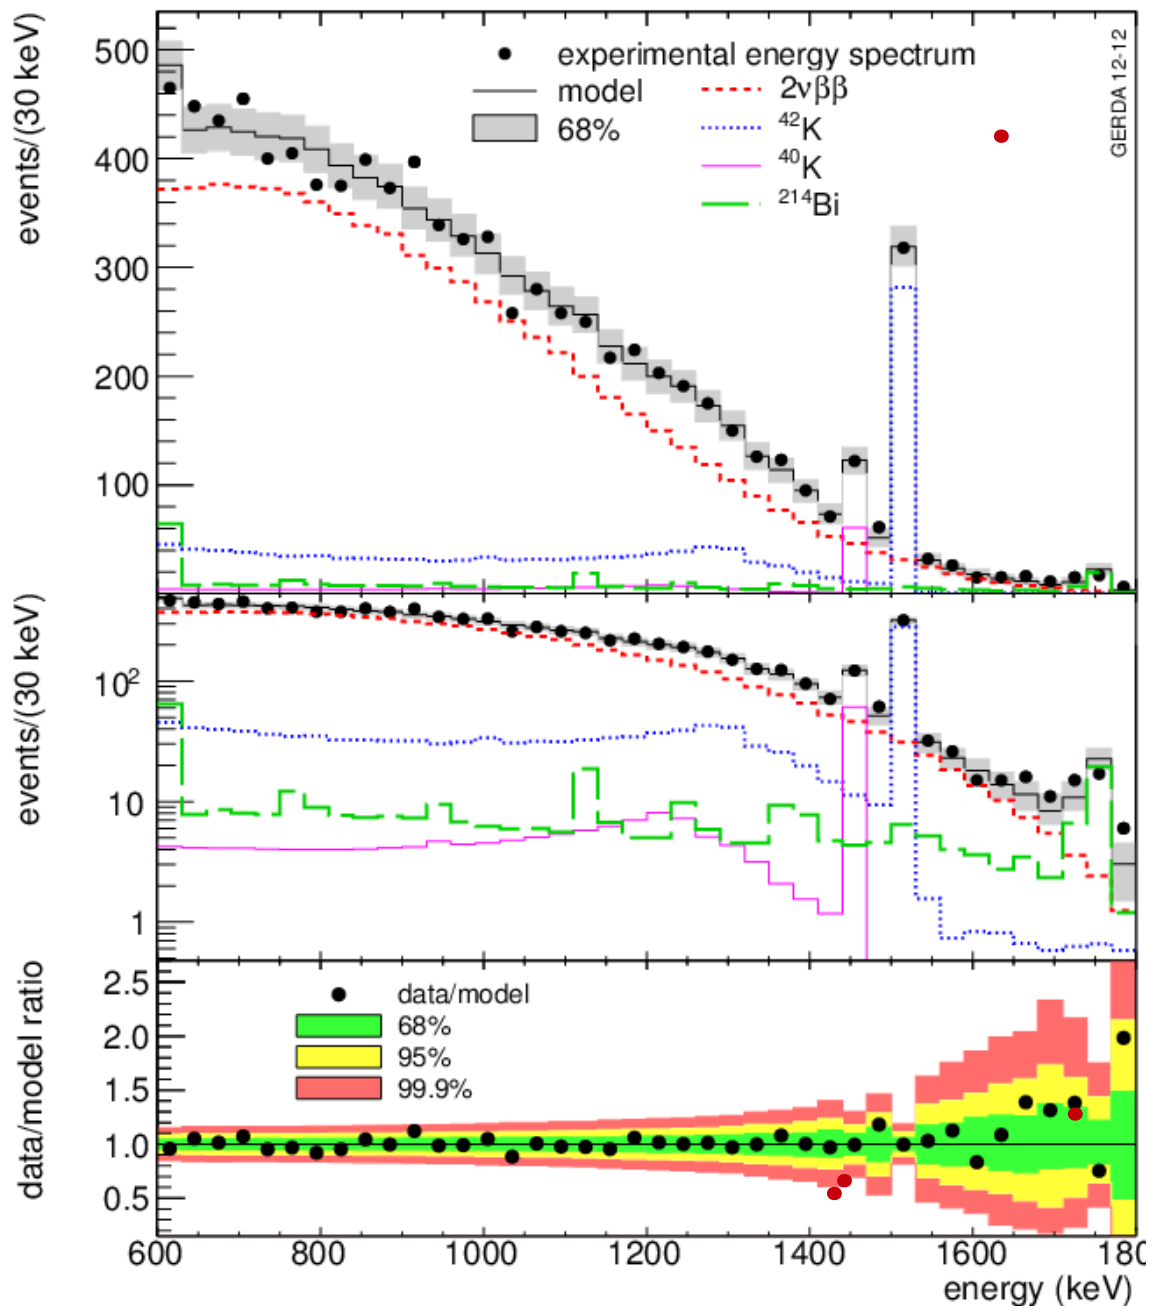 events/(30 keV)
500
400
300
200
100
experimental energy spectrum
model
68%
2νββ
⁴²K
⁴⁰K
²¹⁴Bi
GERDA 12-12
events/(30 keV)
10²
10
1
data/model ratio
2.5
2.0
1.5
1.0
0.5
data/model
68%
95%
99.9%
600
800
1000
1200
1400
1600
180
energy (keV)